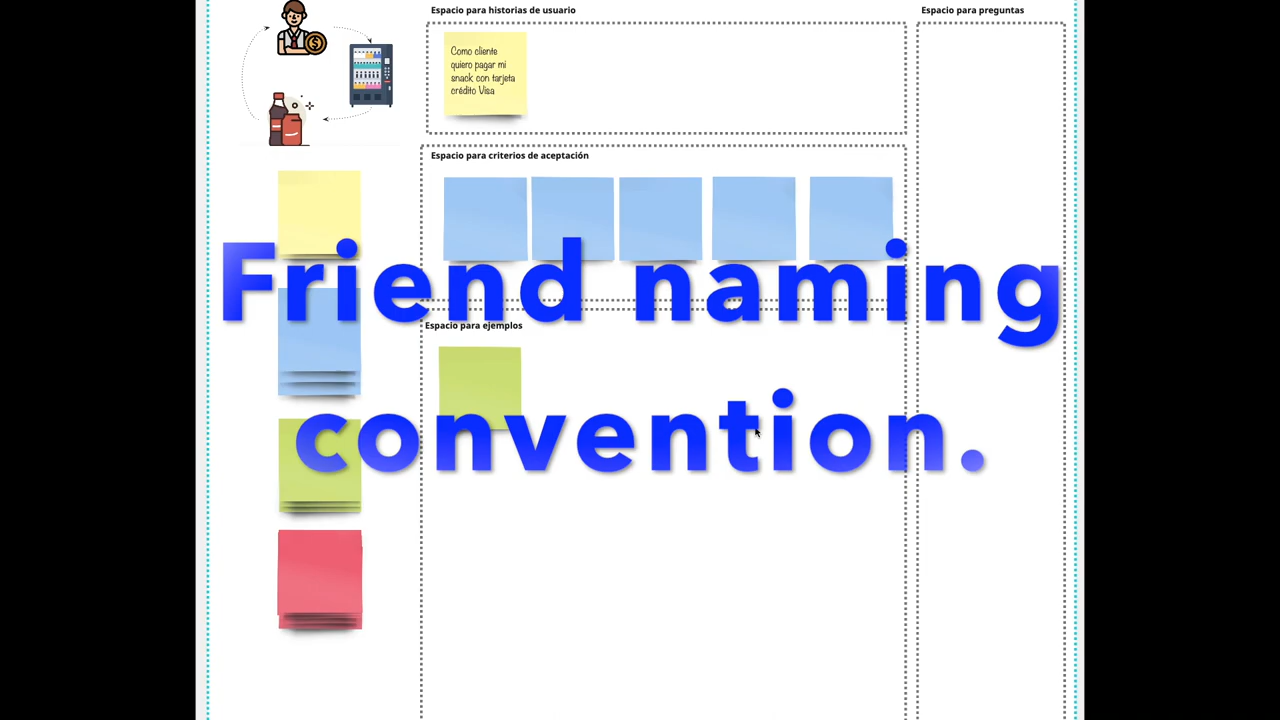 Espacio para historias de usuario
Espacio para preguntas
Como cliente
quiero pagar mi
snack con tarjeta
crédito Visa
Espacio para criterios de aceptación
Friend naming
Espacio para ejemplos
convention.